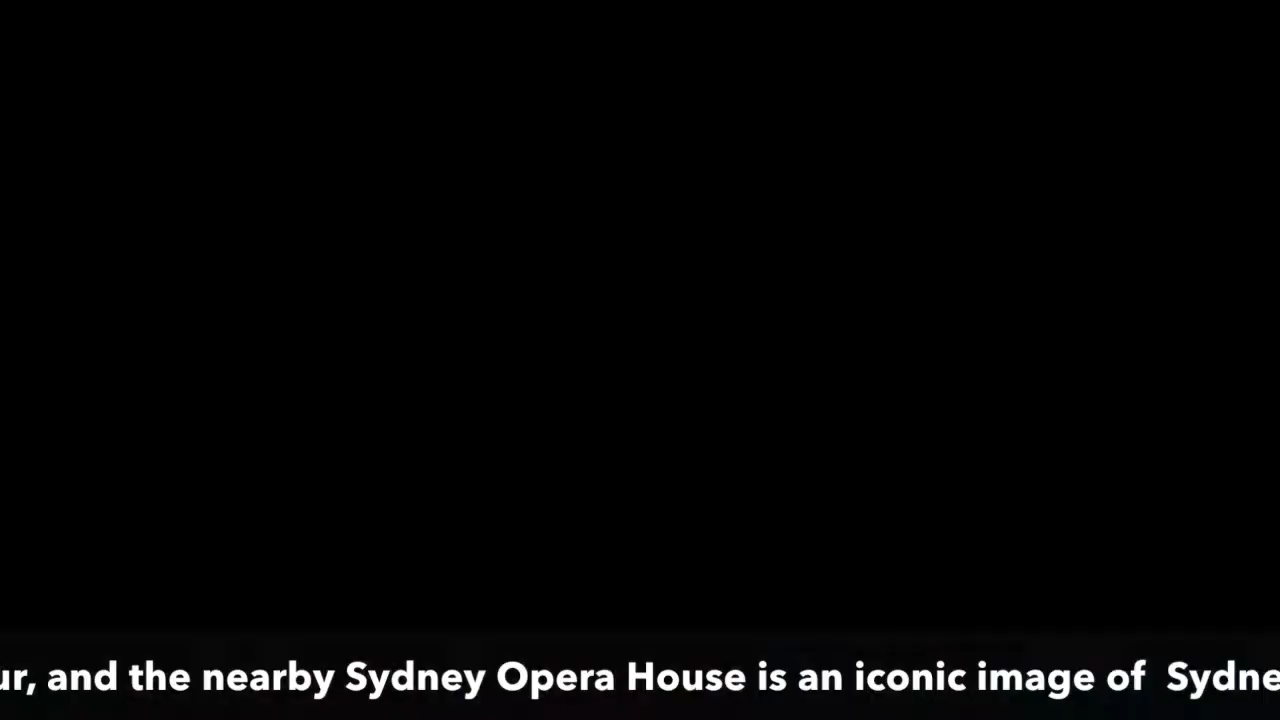 ur, and the nearby Sydney Opera House is an iconic image of  Sydne